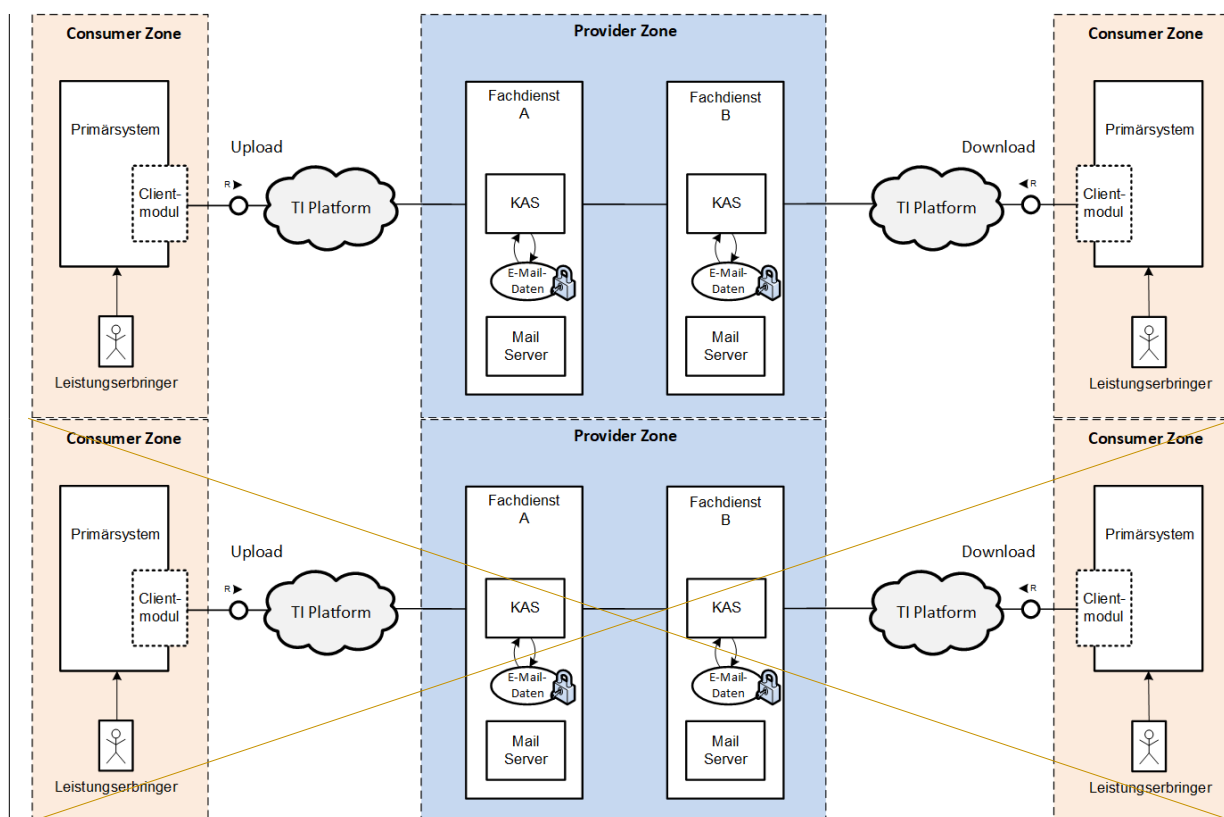 Consumer Zone
Provider Zone
Consumer Zone
Primärsystem
Client-
modul
Leistungserbringer
Upload
R
TI Platform
Fachdienst
A
KAS
E-Mail-
Daten
Mail
Server
Fachdienst
B
KAS
E-Mail-
Daten
Mail
Server
Download
R
TI Platform
Primärsystem
Client-
modul
Leistungserbringer
Consumer Zone
Provider Zone
Consumer Zone
Primärsystem
Client-
modul
Leistungserbringer
Upload
R
TI Platform
Fachdienst
A
KAS
E-Mail-
Daten
Mail
Server
Fachdienst
B
KAS
E-Mail-
Daten
Mail
Server
Download
R
TI Platform
Primärsystem
Client-
modul
Leistungserbringer